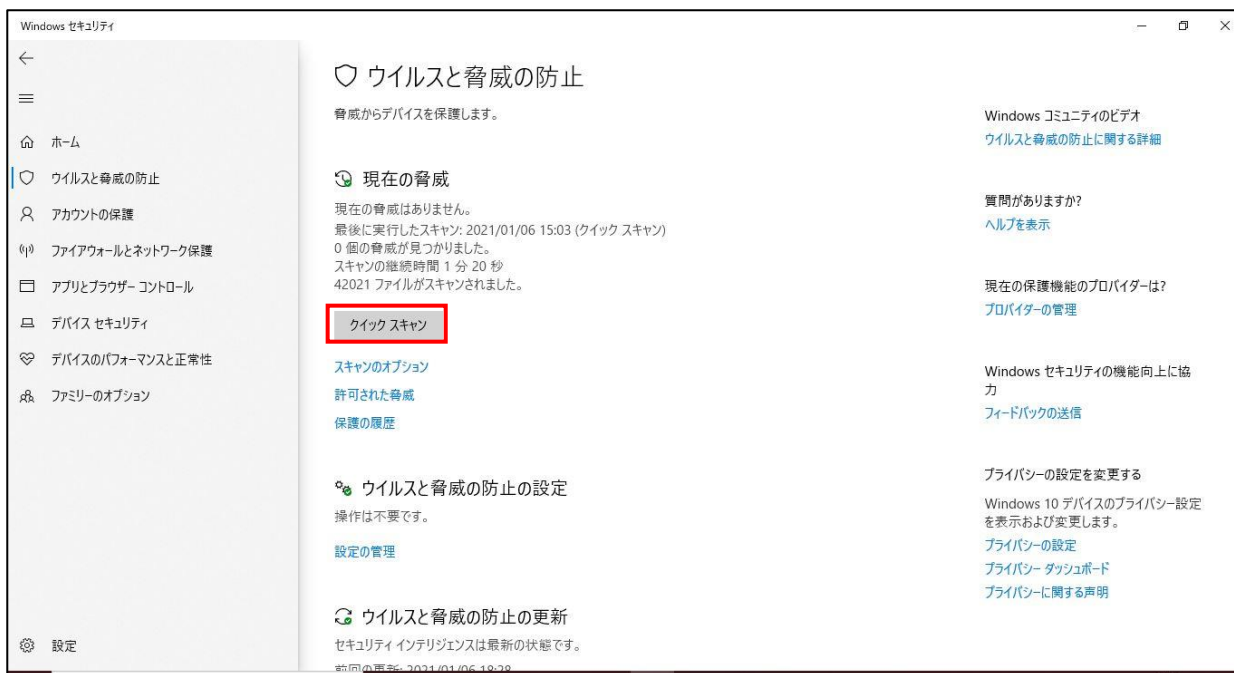 Windows セキュリティ
ホーム
ウイルスと脅威の防止
アカウントの保護
ファイアウォールとネットワーク保護
アプリとブラウザー コントロール
デバイス セキュリティ
デバイスのパフォーマンスと正常性
ファミリーのオプション
設定
ウイルスと脅威の防止
脅威からデバイスを保護します。
現在の脅威
現在の脅威はありません。
最後に実行したスキャン: 2021/01/06 15:03 (クイック スキャン)
0 個の脅威が見つかりました。
スキャンの継続時間 1 分 20 秒
42021 ファイルがスキャンされました。
クイック スキャン
スキャンのオプション
許可された脅威
保護の履歴
ウイルスと脅威の防止の設定
操作は不要です。
設定の管理
ウイルスと脅威の防止の更新
セキュリティ インテリジェンスは最新の状態です。
前回の更新: 2021/01/06 18:28
Windows コミュニティのビデオ
ウイルスと脅威の防止に関する詳細
質問がありますか?
ヘルプを表示
現在の保護機能のプロバイダーは?
プロバイダーの管理
Windows セキュリティの機能向上に協
力
フィードバックの送信
プライバシーの設定を変更する
Windows 10 デバイスのプライバシー設定
を表示および変更します。
プライバシーの設定
プライバシー ダッシュボード
プライバシーに関する声明